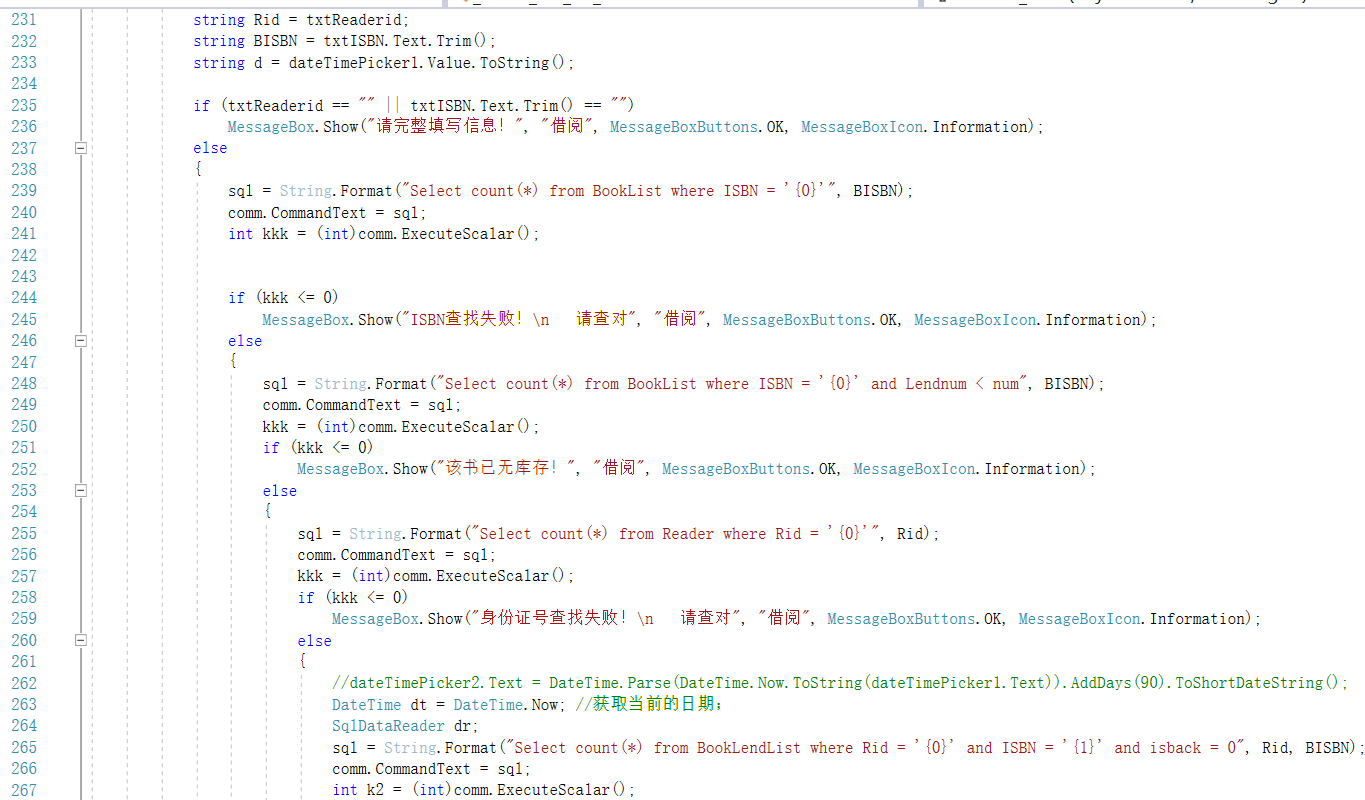 231 string Rid = txtReaderid;
232 string BISBN = txtISBN.Text.Trim();
233 string d = dateTimePicker1.Value.ToString();
234
235 if (txtReaderid == "" || txtISBN.Text.Trim() == "")
236 MessageBox.Show("请完整填写信息！", "借阅", MessageBoxButtons.OK, MessageBoxIcon.Information);
237 else
238 {
239 sql = String.Format("Select count(*) from BookList where ISBN = '{0}'", BISBN);
240 comm.CommandText = sql;
241 int kkk = (int)comm.ExecuteScalar();
242
243
244 if (kkk <= 0)
245 MessageBox.Show("ISBN查找失败！\n   请查对", "借阅", MessageBoxButtons.OK, MessageBoxIcon.Information);
246 else
247 {
248 sql = String.Format("Select count(*) from BookList where ISBN = '{0}' and Lendnum < num", BISBN);
249 comm.CommandText = sql;
250 kkk = (int)comm.ExecuteScalar();
251 if (kkk <= 0)
252 MessageBox.Show("该书已无库存！", "借阅", MessageBoxButtons.OK, MessageBoxIcon.Information);
253 else
254 {
255 sql = String.Format("Select count(*) from Reader where Rid = '{0}'", Rid);
256 comm.CommandText = sql;
257 kkk = (int)comm.ExecuteScalar();
258 if (kkk <= 0)
259 MessageBox.Show("身份证号查找失败！\n   请查对", "借阅", MessageBoxButtons.OK, MessageBoxIcon.Information);
260 else
261 {
262 //dateTimePicker2.Text = DateTime.Parse(DateTime.Now.ToString(dateTimePicker1.Text)).AddDays(90).ToShortDateString();
263 DateTime dt = DateTime.Now; //获取当前的日期；
264 SqlDataReader dr;
265 sql = String.Format("Select count(*) from BookLendList where Rid = '{0}' and ISBN = '{1}' and isback = 0", Rid, BISBN);
266 comm.CommandText = sql;
267 int k2 = (int)comm.ExecuteScalar();